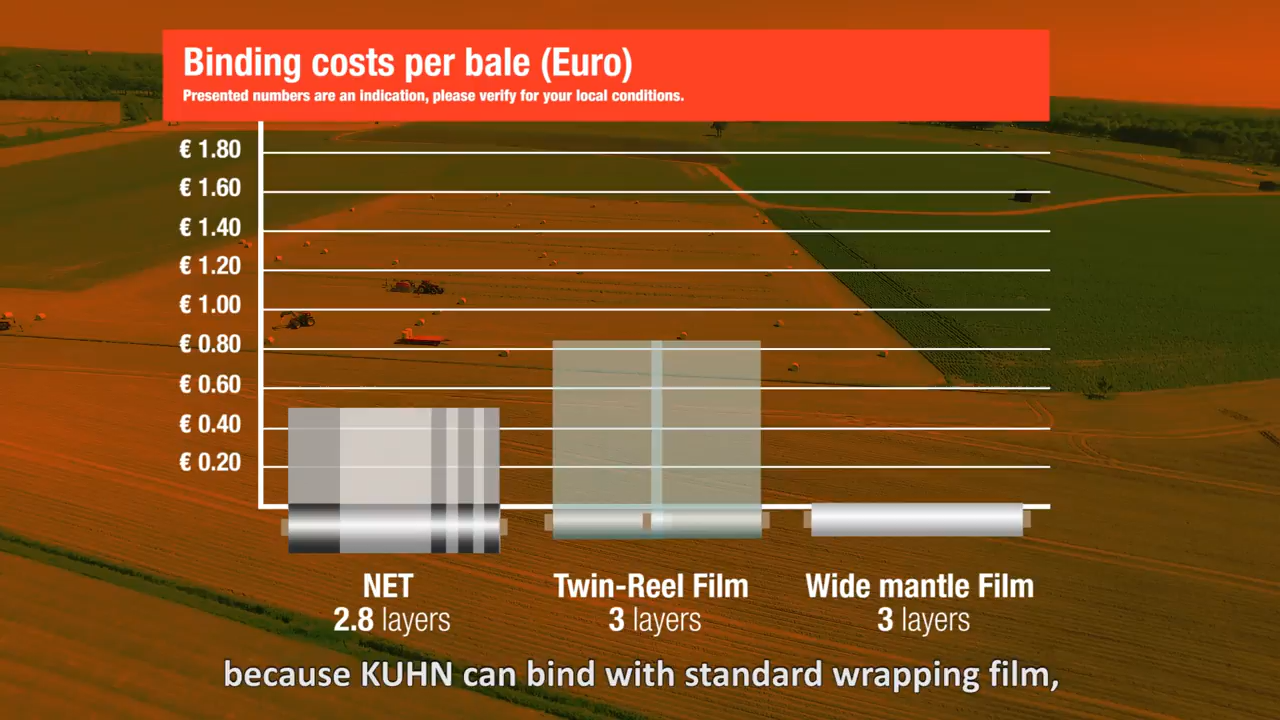 Binding costs per bale (Euro)
Presented numbers are an indication, please verify for your local conditions.
€ 1.80
€ 1.60
€ 1.40
€ 1.20
€ 1.00
€ 0.80
€ 0.60
€ 0.40
€ 0.20
NET
2.8 layers
Twin-Reel Film
3 layers
Wide mantle Film
3 layers
because KUHN can bind with standard wrapping film,